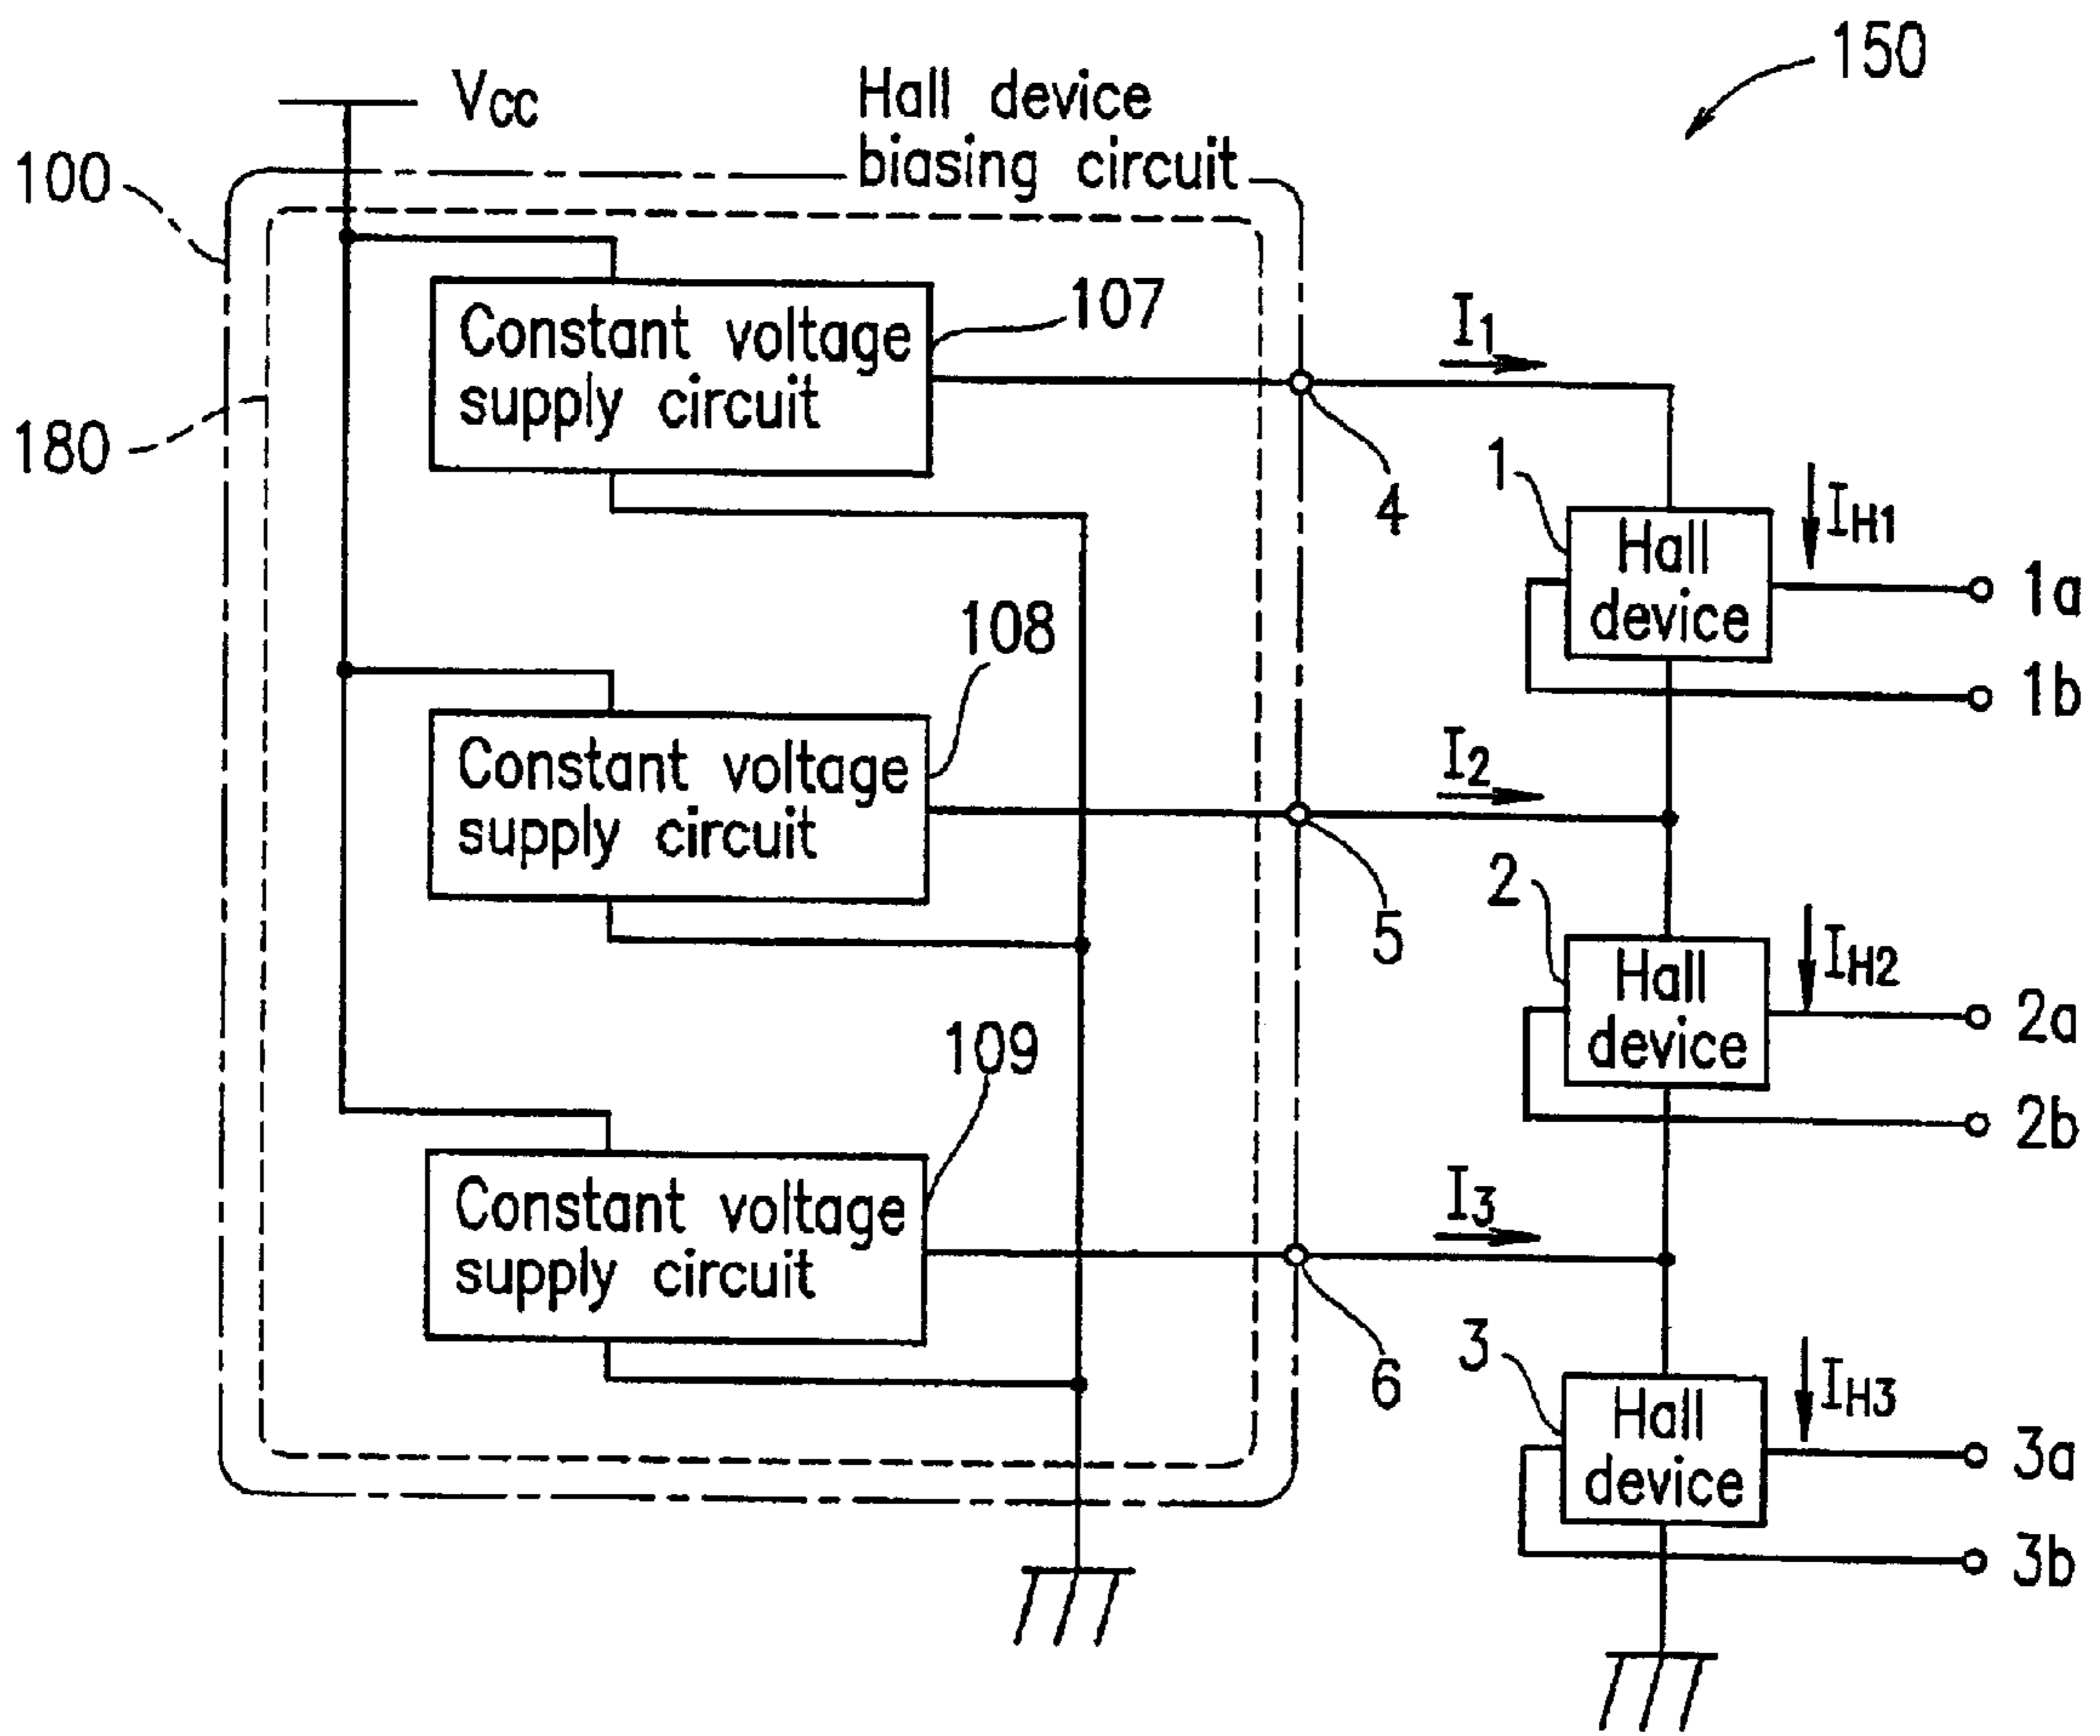 150
VCC
Hall device
biasing circuit
100
180
Constant voltage
supply circuit
107
I1
4
1
Hall
device
IH1
1a
1b
108
Constant voltage
supply circuit
I2
5
2
Hall
device
IH2
2a
2b
109
Constant voltage
supply circuit
I3
6
3
Hall
device
IH3
3a
3b